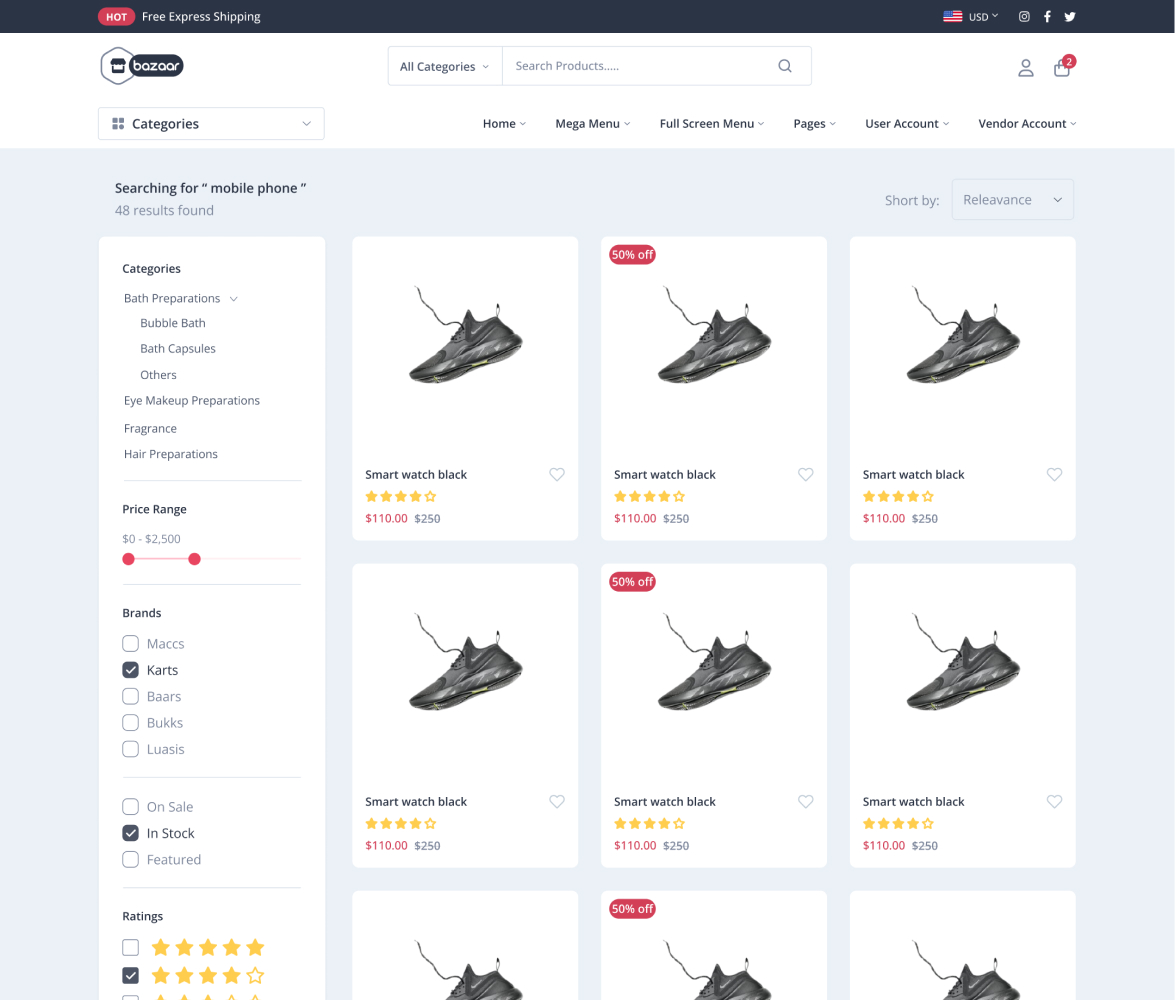 HOT Free Express Shipping USD
bazaar All Categories Search Products..... 2
Categories Home Mega Menu Full Screen Menu Pages User Account Vendor Account
Searching for “ mobile phone ”
48 results found
Short by: Releavance
Categories
Bath Preparations
Bubble Bath
Bath Capsules
Others
Eye Makeup Preparations
Fragrance
Hair Preparations
Price Range
$0 - $2,500
Brands
Maccs
Karts
Baars
Bukks
Luasis
On Sale
In Stock
Featured
Ratings
50% off
Smart watch black Smart watch black Smart watch black
$110.00 $250 $110.00 $250 $110.00 $250
50% off
Smart watch black Smart watch black Smart watch black
$110.00 $250 $110.00 $250 $110.00 $250
50% off